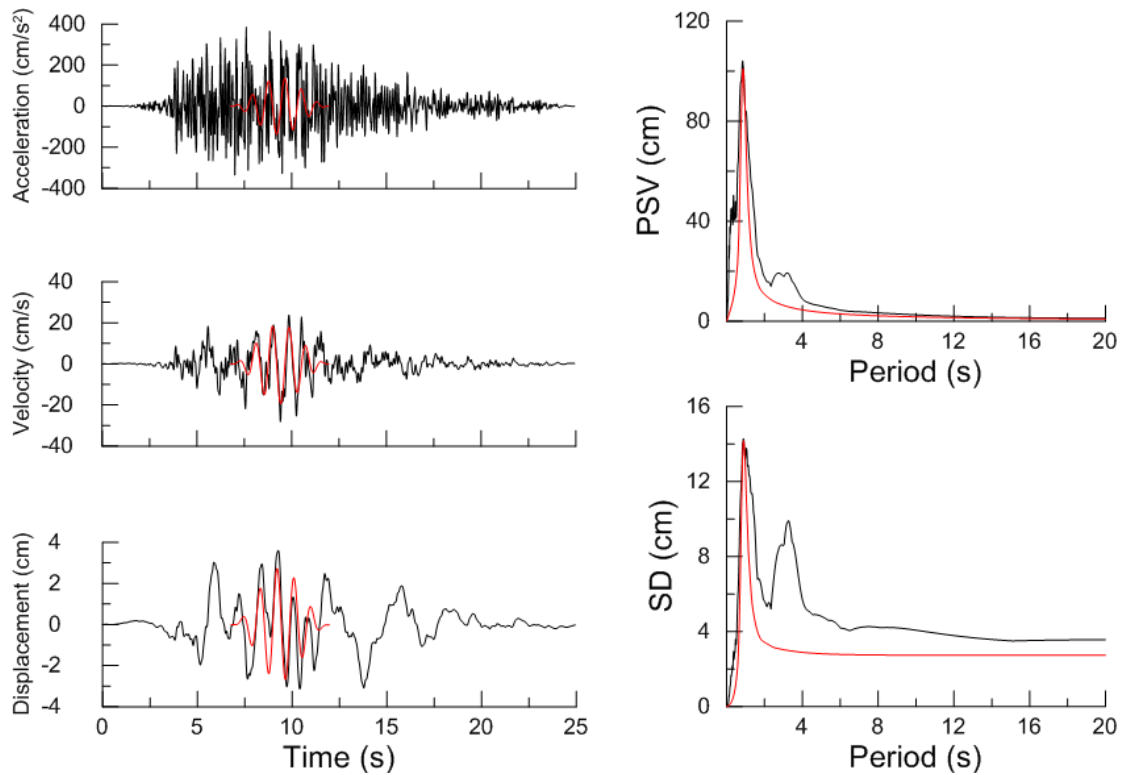 Acceleration (cm/s²)
400
200
0
-200
-400
Velocity (cm/s)
40
20
0
-20
-40
Displacement (cm)
4
2
0
-2
-4
0 5 10 15 20 25
Time (s)
PSV (cm)
120
80
40
0
4 8 12 16 20
Period (s)
SD (cm)
16
12
8
4
0
0 4 8 12 16 20
Period (s)